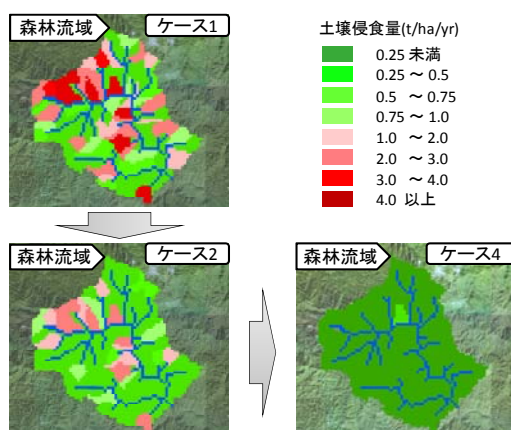 森林流域
ケース1
土壌侵食量(t/ha/yr)
0.25 未満
0.25 ～ 0.5
0.5 ～ 0.75
0.75 ～ 1.0
1.0 ～ 2.0
2.0 ～ 3.0
3.0 ～ 4.0
4.0 以上
森林流域
ケース2
森林流域
ケース4